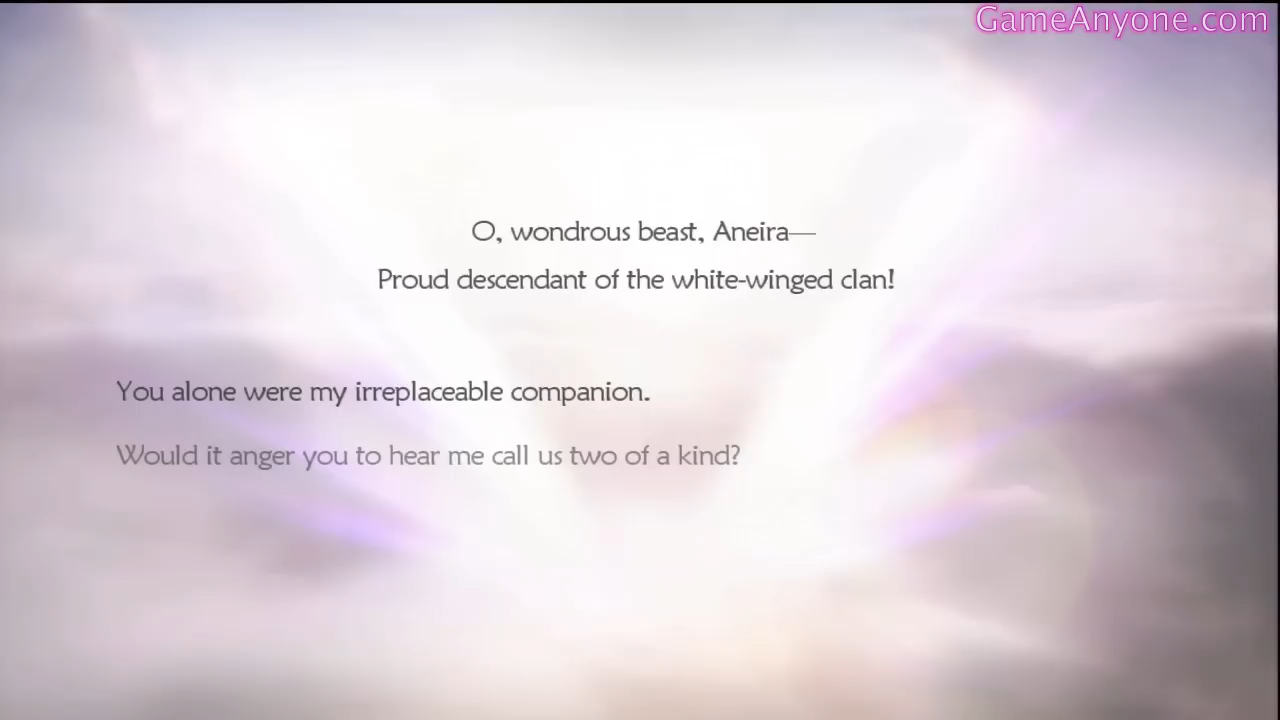 GameAnyone.com
O, wondrous beast, Aneira—
Proud descendant of the white-winged clan!
You alone were my irreplaceable companion.
Would it anger you to hear me call us two of a kind?